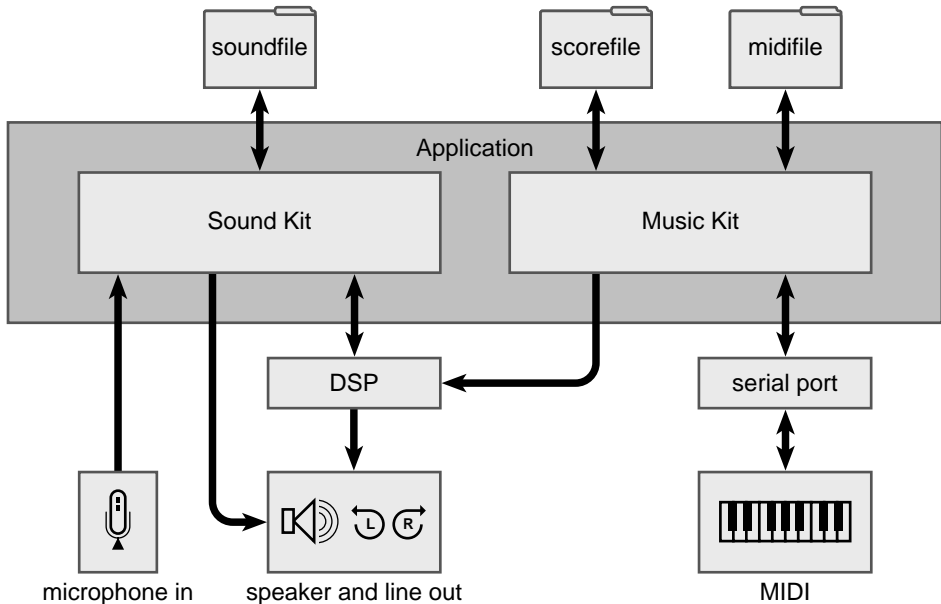 soundfile
scorefile
midifile
Application
Sound Kit
Music Kit
DSP
serial port
L
R
microphone in
speaker and line out
MIDI